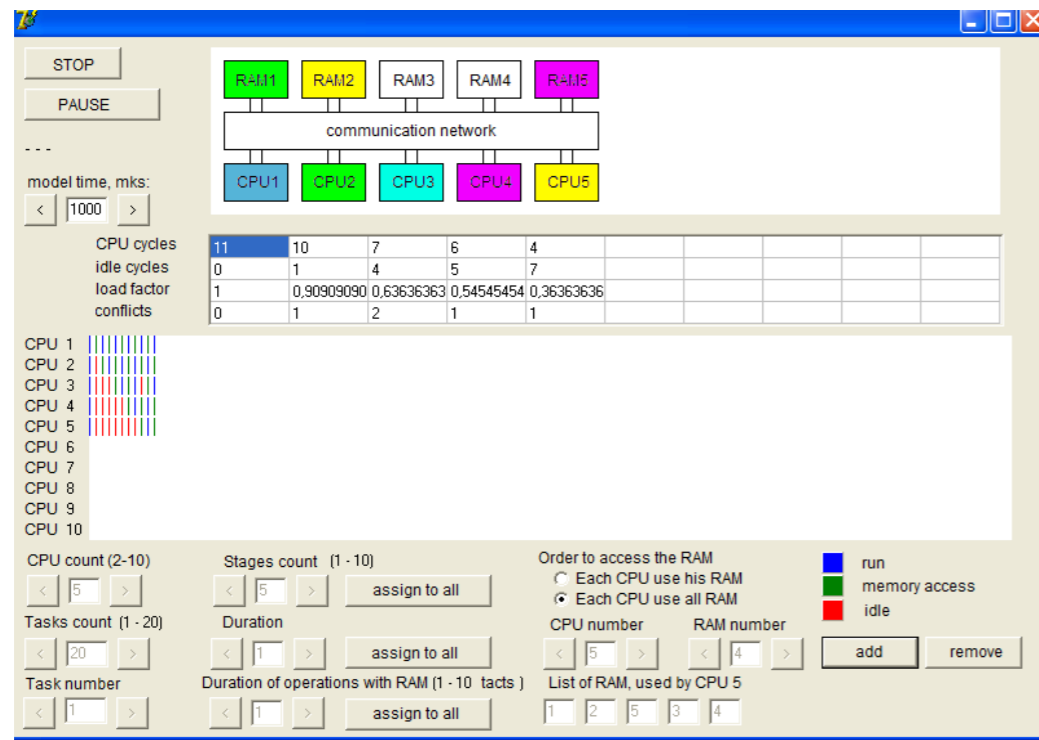 STOP
PAUSE
- - -
model time, mks:
< 1000 >
RAM1 RAM2 RAM3 RAM4 RAM5
communication network
CPU1 CPU2 CPU3 CPU4 CPU5
CPU cycles 11 10 7 6 4
idle cycles 0 1 4 5 7
load factor 1 0,90909090 0,63636363 0,54545454 0,36363636
conflicts 0 1 2 1 1
CPU 1
CPU 2
CPU 3
CPU 4
CPU 5
CPU 6
CPU 7
CPU 8
CPU 9
CPU 10
CPU count (2-10)
< 5 >
Tasks count (1 - 20)
< 20 >
Task number
< 1 >
Stages count (1 - 10)
< 5 > assign to all
Duration
< 1 > assign to all
Duration of operations with RAM (1 - 10 tacts )
< 1 > assign to all
Order to access the RAM
Each CPU use his RAM
Each CPU use all RAM
CPU number RAM number
< 5 > < 4 >
List of RAM, used by CPU 5
1 2 5 3 4
run
memory access
idle
add remove